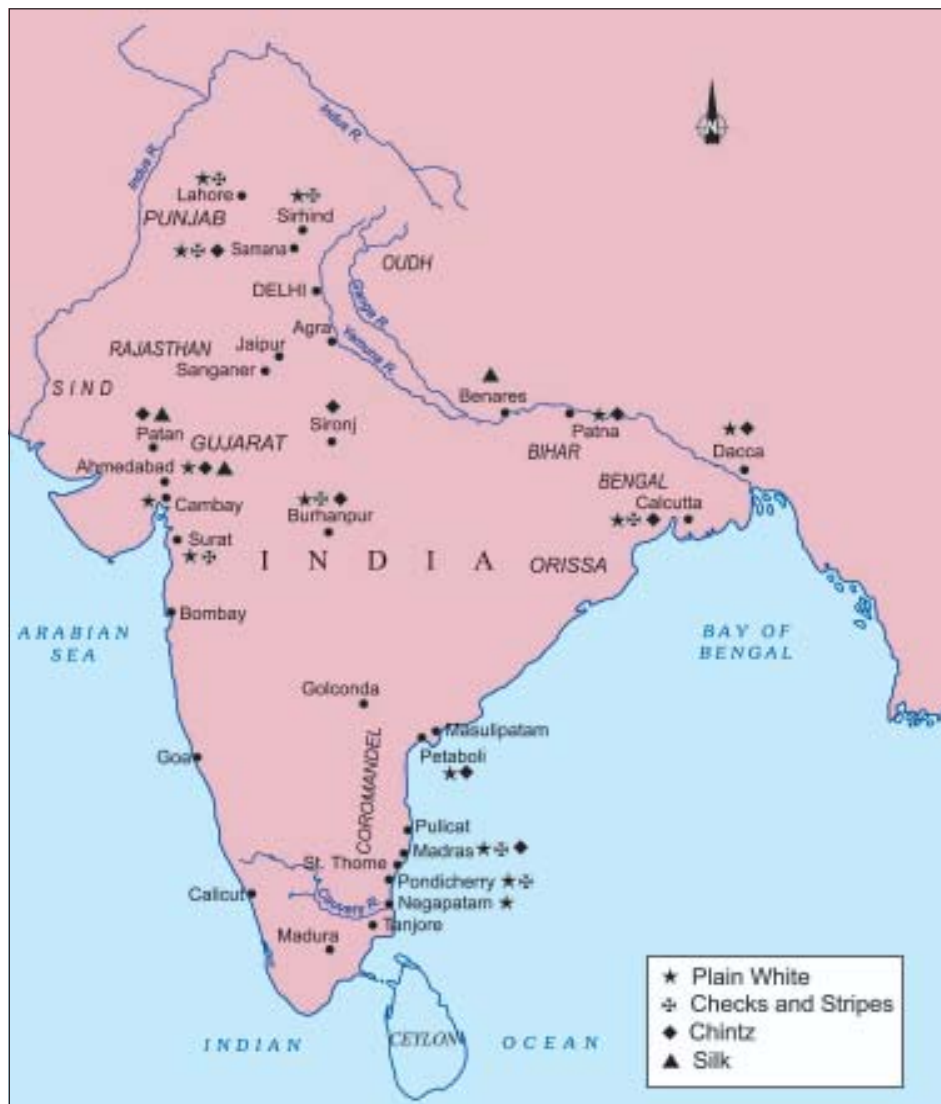 N
Indus R.
Indus R.
Lahore
PUNJAB
Sirhind
Samana
OUDH
DELHI
Ganga R.
Yamuna R.
Agra
RAJASTHAN
Jaipur
Sanganer
SIND
Benares
Patna
BIHAR
Dacca
Patan
GUJARAT
Sironj
Ahmedabad
Cambay
BENGAL
Calcutta
Burhanpur
Surat
INDIA
ORISSA
Bombay
ARABIAN
SEA
BAY OF
BENGAL
Golconda
Masulipatam
Petaboli
Goa
COROMANDEL
Pulicat
Madras
St. Thome
Pondicherry
Cauvery R.
Negapatam
Calicut
Tanjore
Madura
Plain White
Checks and Stripes
Chintz
Silk
CEYLON
INDIAN OCEAN